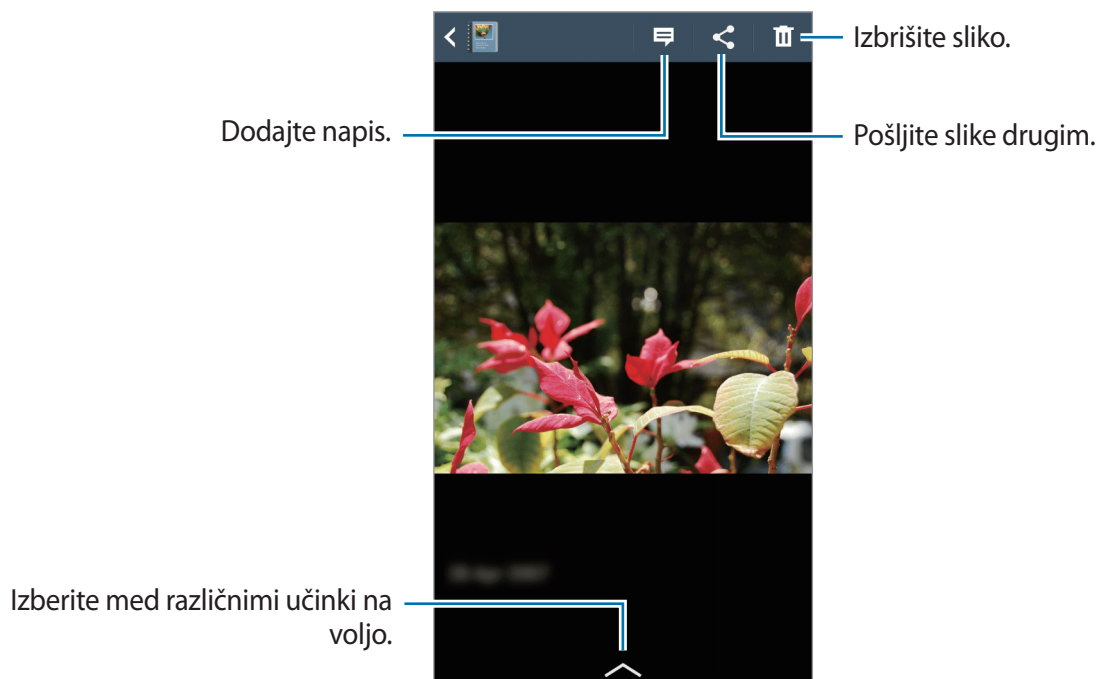 Izbrišite sliko.
Dodajte napis.
Pošljite slike drugim.
Izberite med različnimi učinki na
voljo.